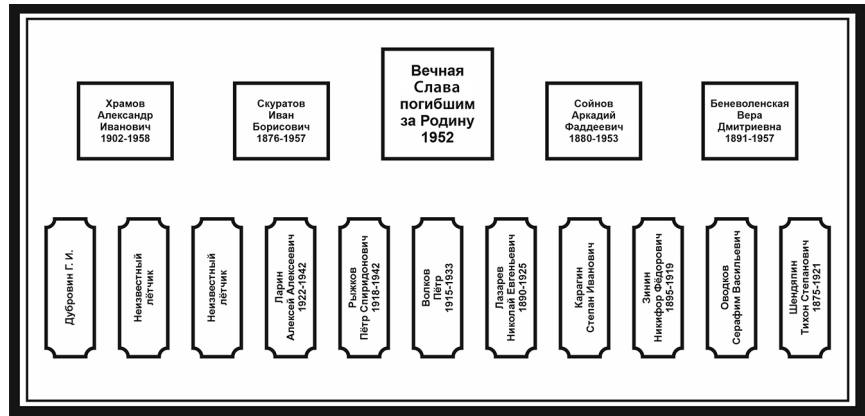 Храмов
Александр
Иванович
1902-1958
Скуратов
Иван
Борисович
1876-1957
Вечная
Слава
погибшим
за Родину
1952
Сойнов
Аркадий
Фаддеевич
1880-1953
Беневоленская
Вера
Дмитриевна
1891-1957
Дубровин Г. И.
Неизвестный
лётчик
Неизвестный
лётчик
Ларин
Алексей Алексеевич
1922-1942
Рыжков
Пётр Спиридонович
1918-1942
Волков
Пётр
1915-1933
Лазарев
Николай Евгеньевич
1890-1925
Карагин
Степан Иванович
Зинин
Никифор Фёдорович
1895-1919
Оводков
Серафим Васильевич
Шендяпин
Тихон Степанович
1875-1921